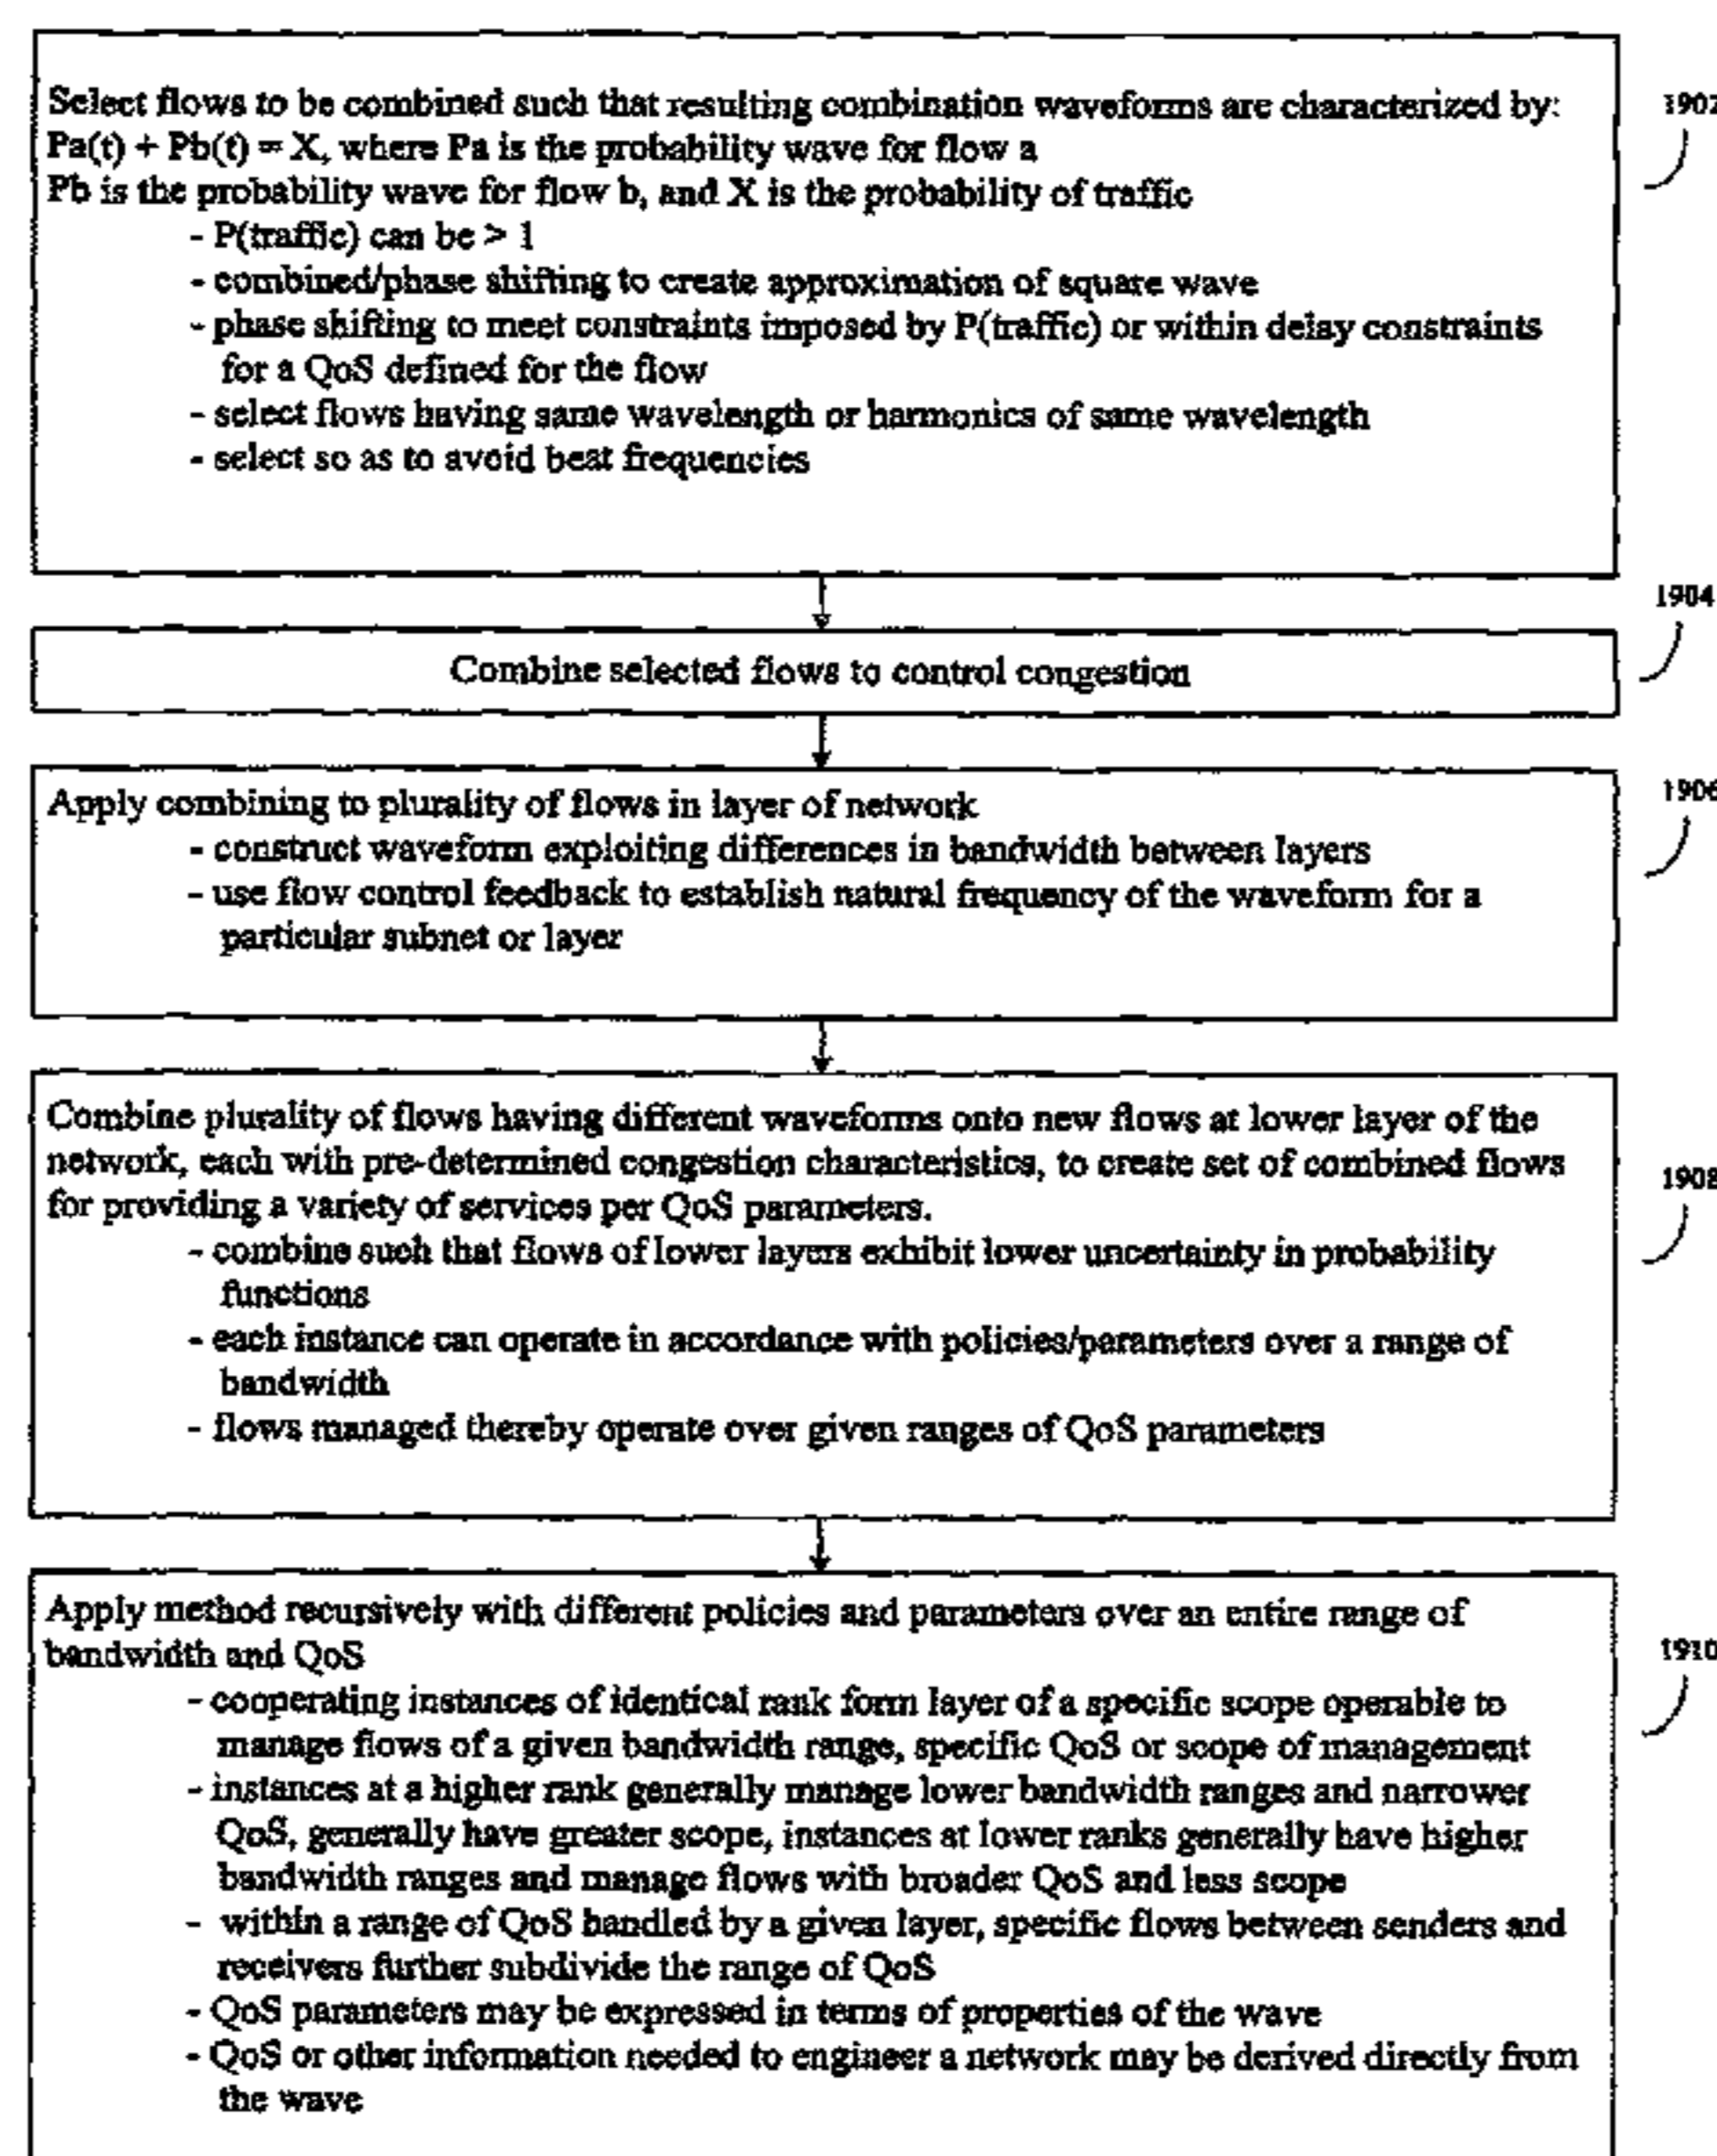 Select flows to be combined such that resulting combination waveforms are characterized by:
Pa(t) + Pb(t) = X, where Pa is the probability wave for flow a
Pb is the probability wave for flow b, and X is the probability of traffic
- P(traffic) can be > 1
- combined/phase shifting to create approximation of square wave
- phase shifting to meet constraints imposed by P(traffic) or within delay constraints
for a QoS defined for the flow
- select flows having same wavelength or harmonics of same wavelength
- select so as to avoid beat frequencies
1902
1904
Combine selected flows to control congestion
1906
Apply combining to plurality of flows in layer of network
- construct waveform exploiting differences in bandwidth between layers
- use flow control feedback to establish natural frequency of the waveform for a
particular subnet or layer
Combine plurality of flows having different waveforms onto new flows at lower layer of the
network, each with pre-determined congestion characteristics, to create set of combined flows
for providing a variety of services per QoS parameters.
- combine such that flows of lower layers exhibit lower uncertainty in probability
functions
- each instance can operate in accordance with policies/parameters over a range of
bandwidth
- flows managed thereby operate over given ranges of QoS parameters
1908
Apply method recursively with different policies and parameters over an entire range of
bandwidth and QoS
- cooperating instances of identical rank form layer of a specific scope operable to
manage flows of a given bandwidth range, specific QoS or scope of management
- instances at a higher rank generally manage lower bandwidth ranges and narrower
QoS, generally have greater scope, instances at lower ranks generally have higher
bandwidth ranges and manage flows with broader QoS and less scope
- within a range of QoS handled by a given layer, specific flows between senders and
receivers further subdivide the range of QoS
- QoS parameters may be expressed in terms of properties of the wave
- QoS or other information needed to engineer a network may be derived directly from
the wave
1910